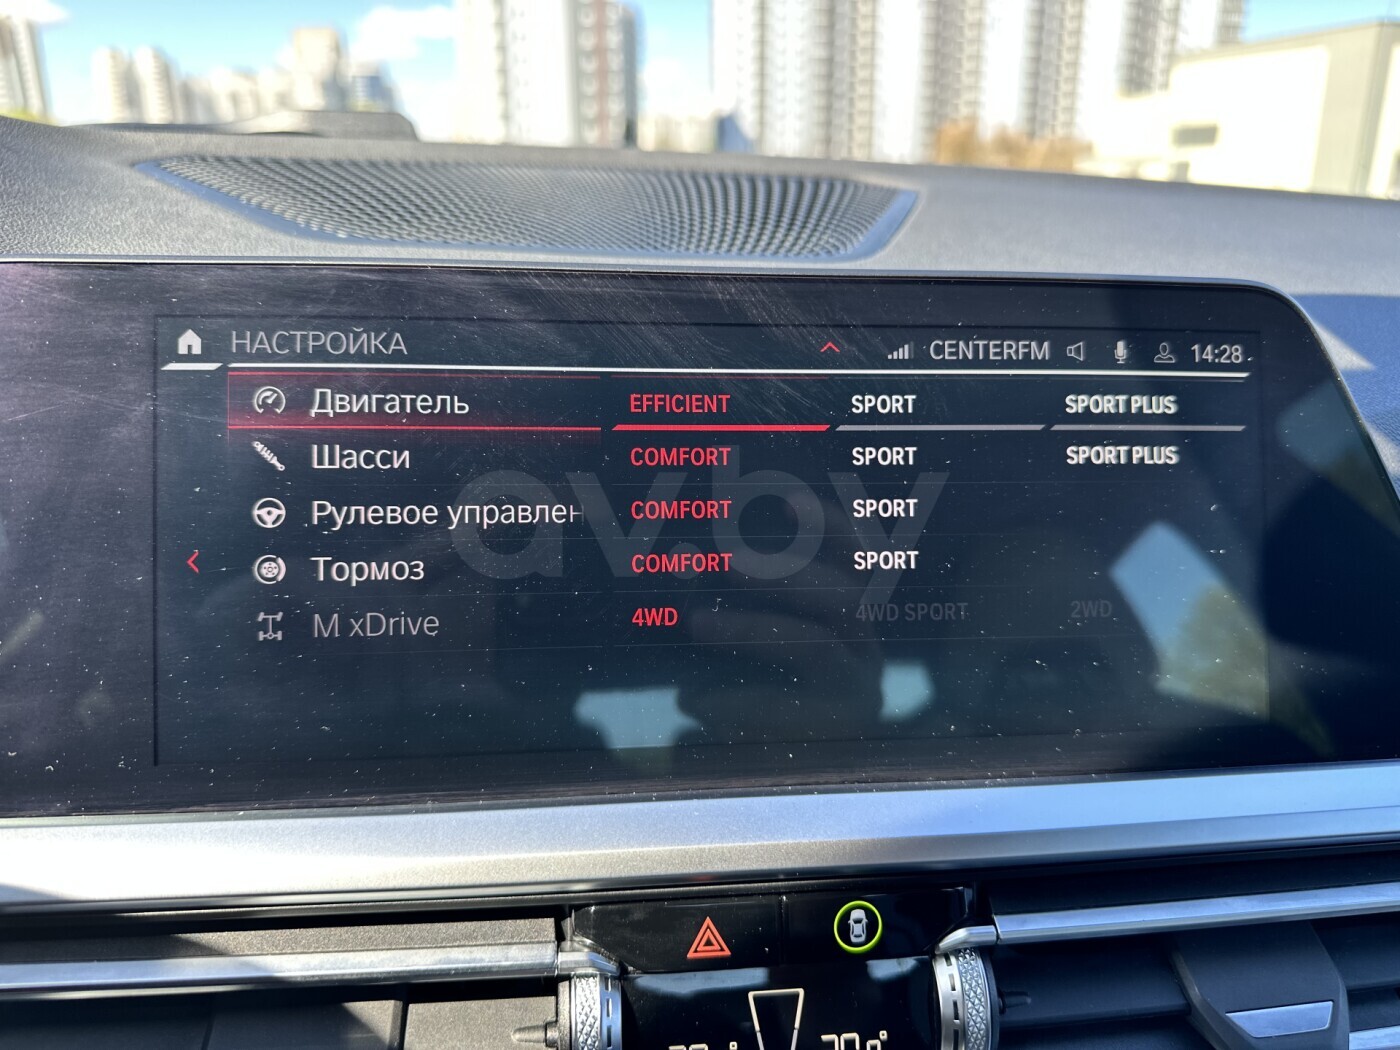 НАСТРОЙКА CENTERFM 14:28
Двигатель EFFICIENT SPORT SPORT PLUS
Шасси COMFORT SPORT SPORT PLUS
Рулевое управлен COMFORT SPORT
Тормоз COMFORT SPORT
M xDrive 4WD 4WD SPORT 2WD
av.by